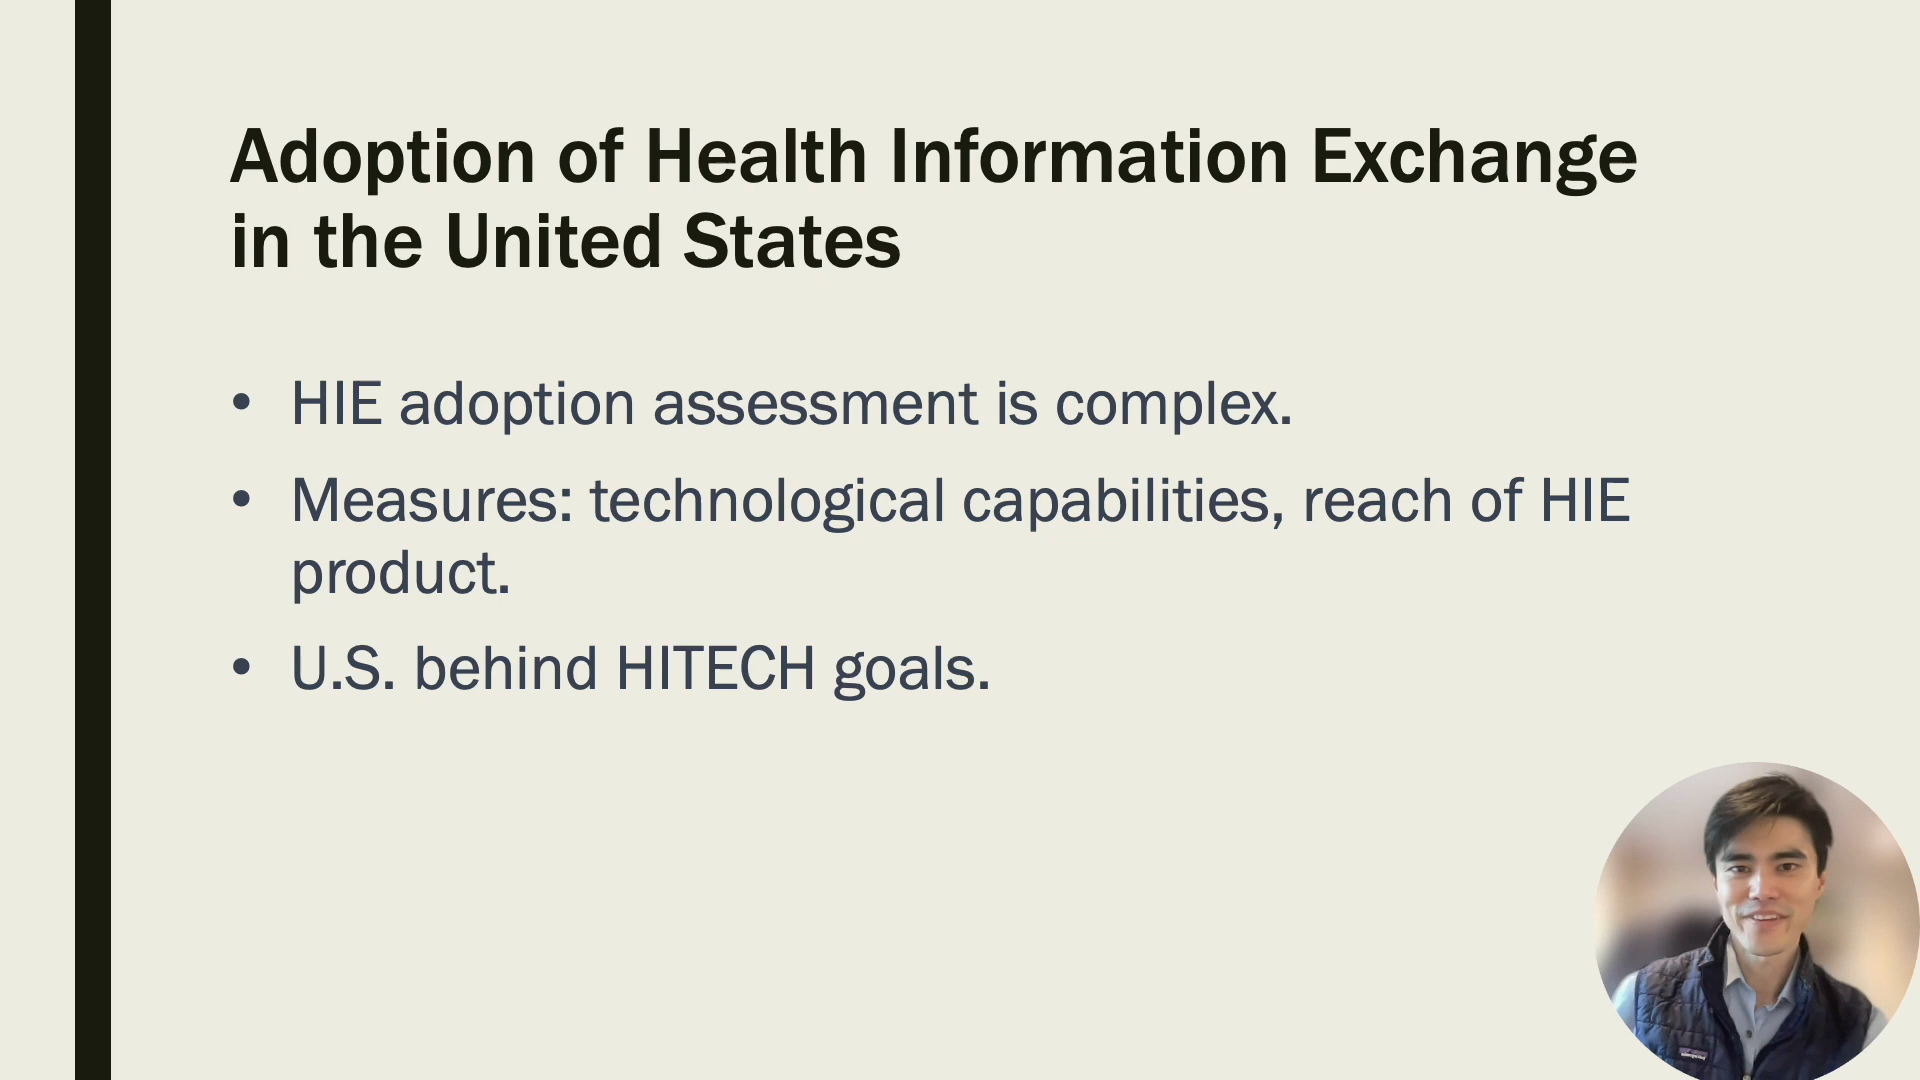 Adoption of Health Information Exchange
in the United States
• HIE adoption assessment is complex.
• Measures: technological capabilities, reach of HIE
product.
• U.S. behind HITECH goals.